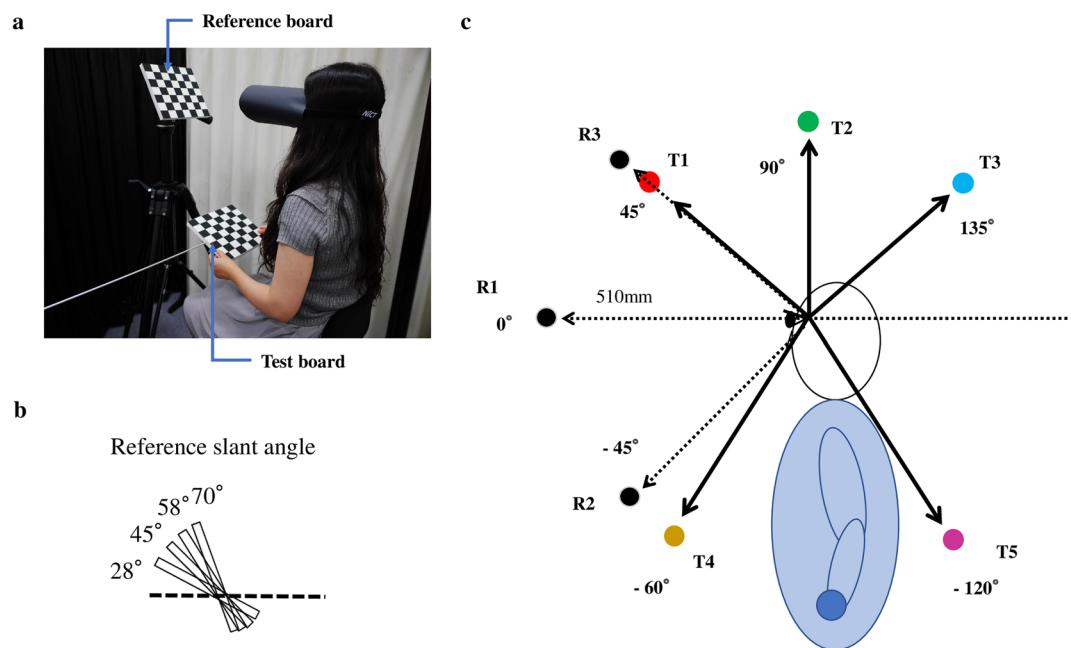 a
Reference board
NICT
Test board
b
Reference slant angle
28°
45°
58°
70°
c
R3
T1
45°
T2
90°
T3
135°
R1
0°
510mm
- 45°
R2
T4
- 60°
T5
- 120°